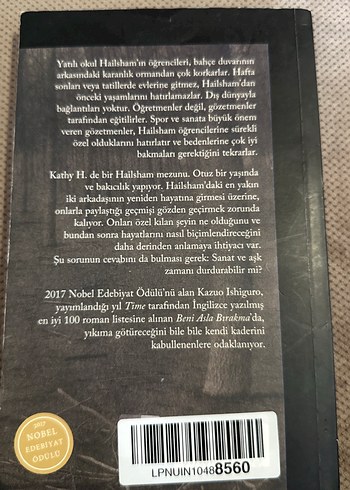 Yatılı okul Hailsham'ın öğrencileri, bahçe duvarının
arkasındaki karanlık ormandan çok korkarlar. Hafta
sonları veya tatillerde evlerine gitmez, Hailsham'dan
önceki yaşamlarını hatırlamazlar. Dış dünyayla
bağlantıları yoktur. Öğretmenler değil, gözetmenler
tarafından eğitilirler. Spor ve sanata büyük önem
veren gözetmenler, Hailsham öğrencilerine sürekli
özel olduklarını hatırlatır ve bedenlerine çok iyi
bakmaları gerektiğini tekrarlar.
Kathy H. de bir Hailsham mezunu. Otuz bir yaşında
ve bakıcılık yapıyor. Hailsham'daki en yakın
iki arkadaşının yeniden hayatına girmesi üzerine,
onlarla paylaştığı geçmişi gözden geçirmek zorunda
kalıyor. Onları özel kılan şeyin ne olduğunu ve
bundan sonra hayatlarını nasıl biçimlendireceğini
daha derinden anlamaya ihtiyacı var.
Şu sorunun cevabını da bulması gerek: Sanat ve aşk
zamanı durdurabilir mi?
2017 Nobel Edebiyat Ödülü'nü alan Kazuo Ishiguro,
yayımlandığı yıl Time tarafından İngilizce yazılmış
en iyi 100 roman listesine alınan Beni Asla Bırakma'da,
yıkıma götüreceğini bile bile kendi kaderini
kabullenenlere odaklanıyor.
2017
NOBEL
EDEBİYAT
ÖDÜLÜ
LPNUIN10488560